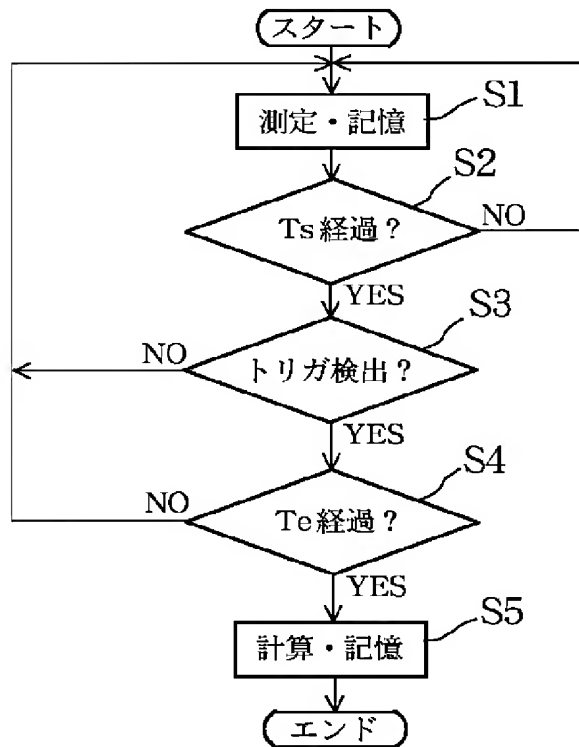 スタート
S1
測定・記憶
S2
Ts経過?
NO
YES
S3
NO
トリガ検出?
YES
S4
NO
Te経過?
YES
S5
計算・記憶
エンド